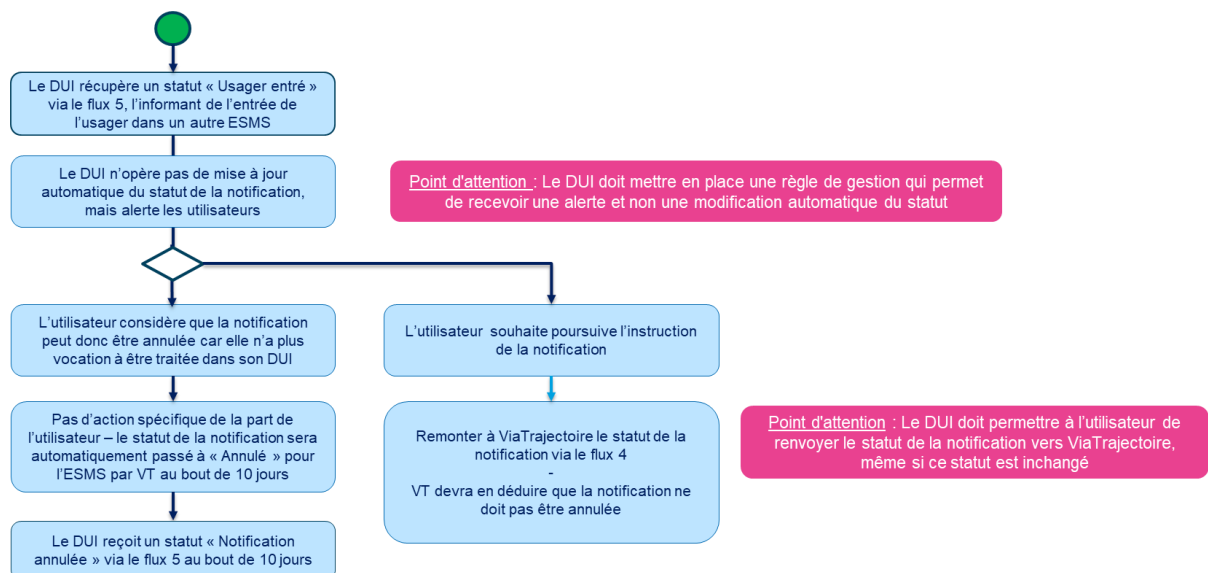 Le DUI récupère un statut « Usager entré »
via le flux 5, l’informant de l’entrée de
l’usager dans un autre ESMS
Le DUI n’opère pas de mise à jour
automatique du statut de la notification,
mais alerte les utilisateurs
Point d'attention : Le DUI doit mettre en place une règle de gestion qui permet
de recevoir une alerte et non une modification automatique du statut
L’utilisateur considère que la notification
peut donc être annulée car elle n’a plus
vocation à être traitée dans son DUI
L’utilisateur souhaite poursuive l’instruction
de la notification
Pas d’action spécifique de la part de
l’utilisateur – le statut de la notification sera
automatiquement passé à « Annulé » pour
l’ESMS par VT au bout de 10 jours
Remonter à ViaTrajectoire le statut de la
notification via le flux 4
-
VT devra en déduire que la notification ne
doit pas être annulée
Point d'attention : Le DUI doit permettre à l’utilisateur de
renvoyer le statut de la notification vers ViaTrajectoire,
même si ce statut est inchangé
Le DUI reçoit un statut « Notification
annulée » via le flux 5 au bout de 10 jours